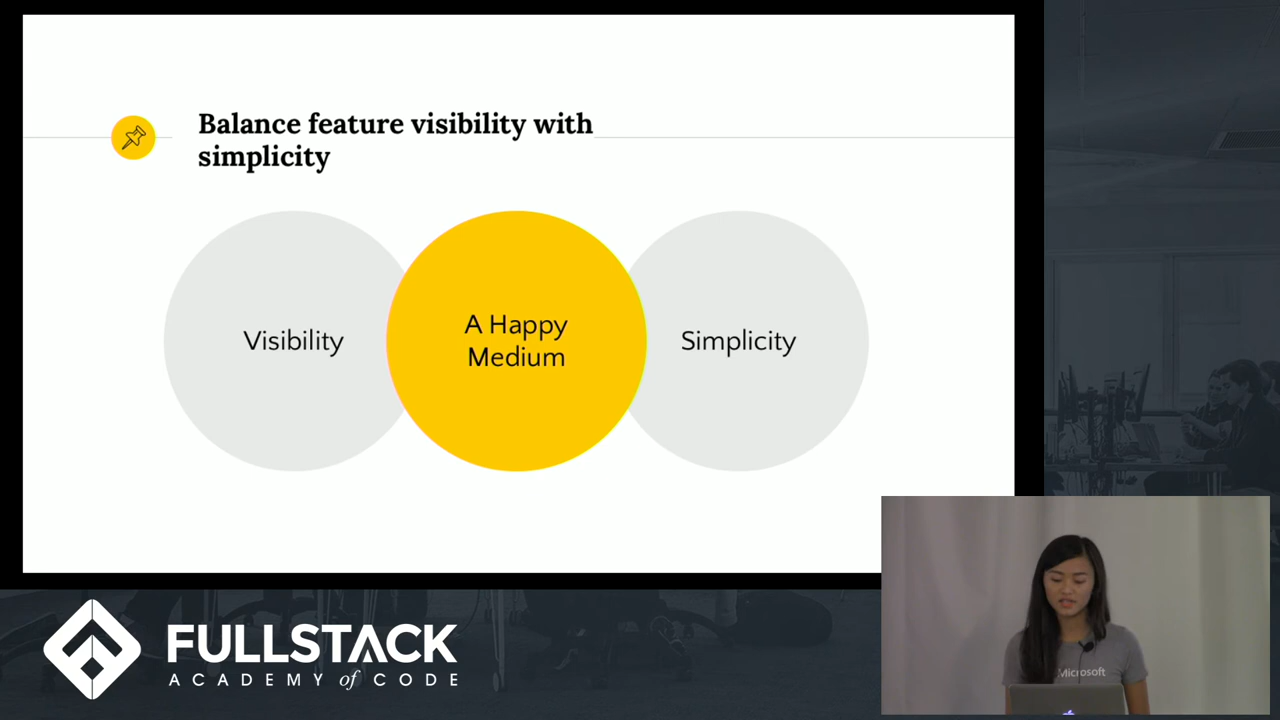 Balance feature visibility with
simplicity
Visibility
A Happy
Medium
Simplicity
FULLSTACK
ACADEMY of CODE
Microsoft